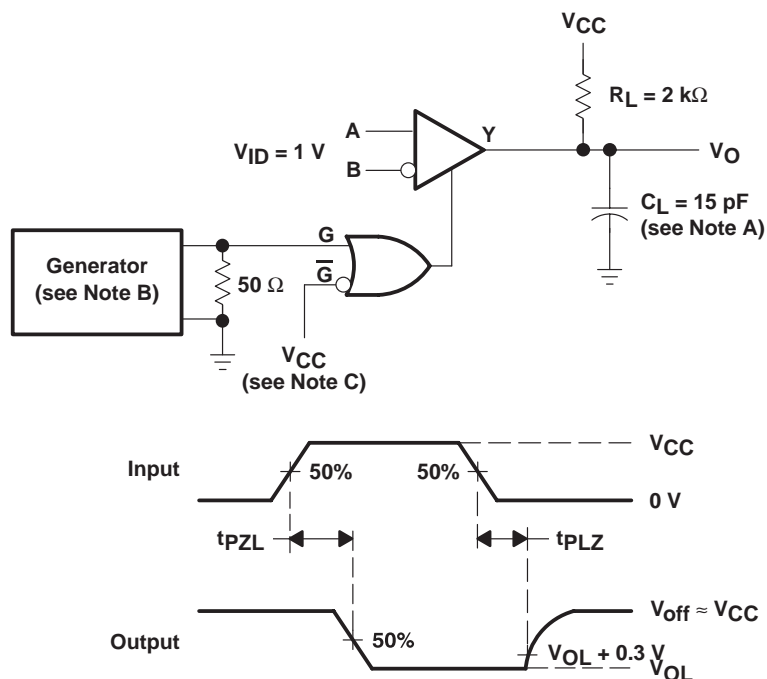 VCC
RL = 2 kΩ
A
Y
VID = 1 V
VO
B
CL = 15 pF
(see Note A)
G
Generator
(see Note B)
50 Ω
G̅
VCC
(see Note C)
VCC
Input
50%
50%
0 V
tPZL
tPLZ
Voff ≈ VCC
Output
50%
VOL + 0.3 V
VOL